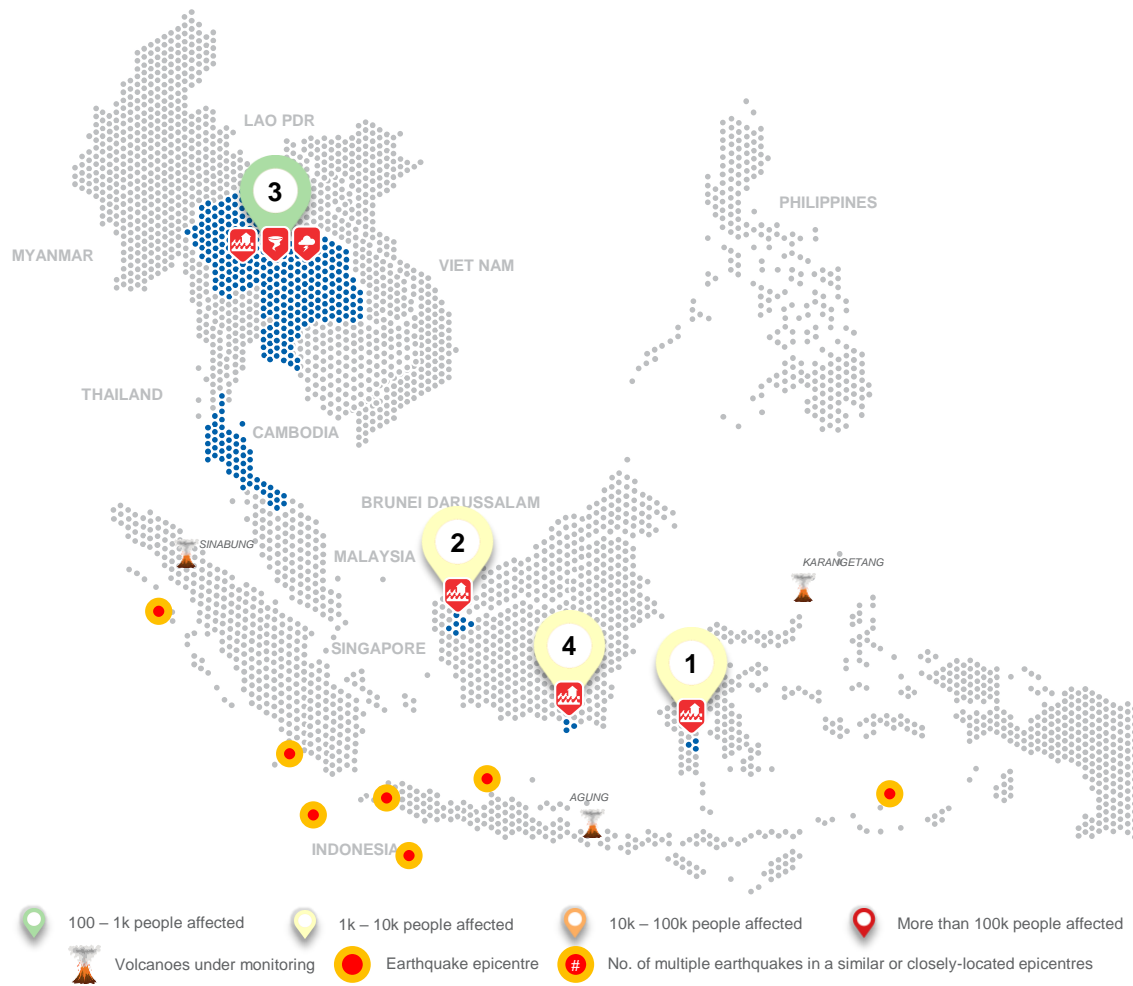 LAO PDR
3
PHILIPPINES
MYANMAR
VIET NAM
THAILAND
CAMBODIA
BRUNEI DARUSSALAM
2
SINABUNG
MALAYSIA
KARANGETANG
4
1
SINGAPORE
AGUNG
INDONESIA
100 – 1k people affected
1k – 10k people affected
10k – 100k people affected
More than 100k people affected
Volcanoes under monitoring
Earthquake epicentre
#
No. of multiple earthquakes in a similar or closely-located epicentres